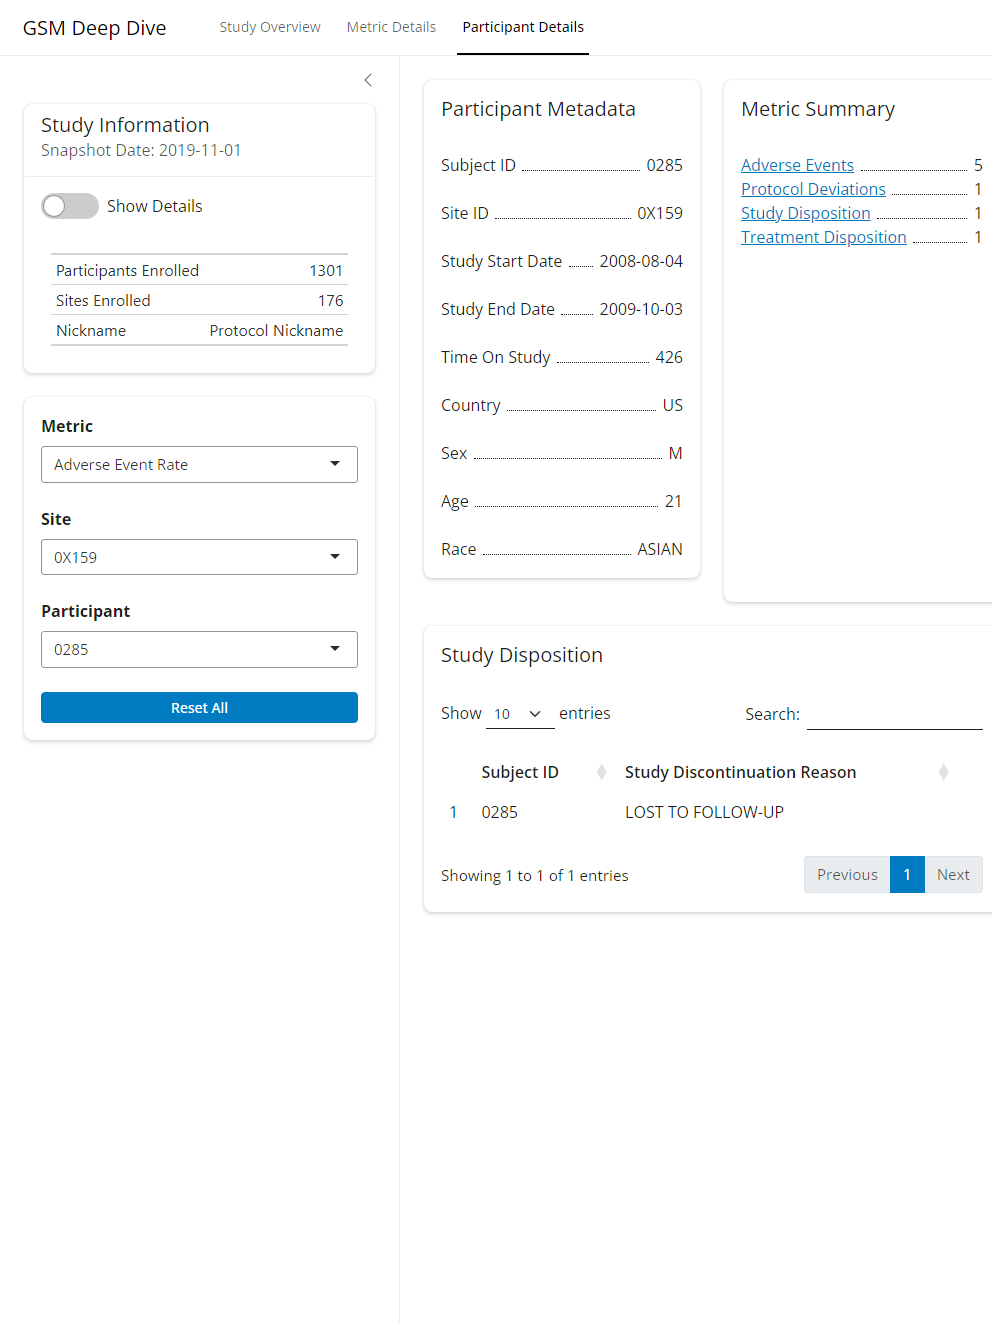 GSM Deep Dive
Study Overview
Metric Details
Participant Details
Study Information
Snapshot Date: 2019-11-01
Show Details
Participants Enrolled 1301
Sites Enrolled 176
Nickname Protocol Nickname
Metric
Adverse Event Rate
Site
0X159
Participant
0285
Reset All
Participant Metadata
Subject ID 0285
Site ID 0X159
Study Start Date 2008-08-04
Study End Date 2009-10-03
Time On Study 426
Country US
Sex M
Age 21
Race ASIAN
Metric Summary
Adverse Events 5
Protocol Deviations 1
Study Disposition 1
Treatment Disposition 1
Study Disposition
Show 10 entries
Search:
Subject ID Study Discontinuation Reason
1 0285 LOST TO FOLLOW-UP
Showing 1 to 1 of 1 entries
Previous 1 Next